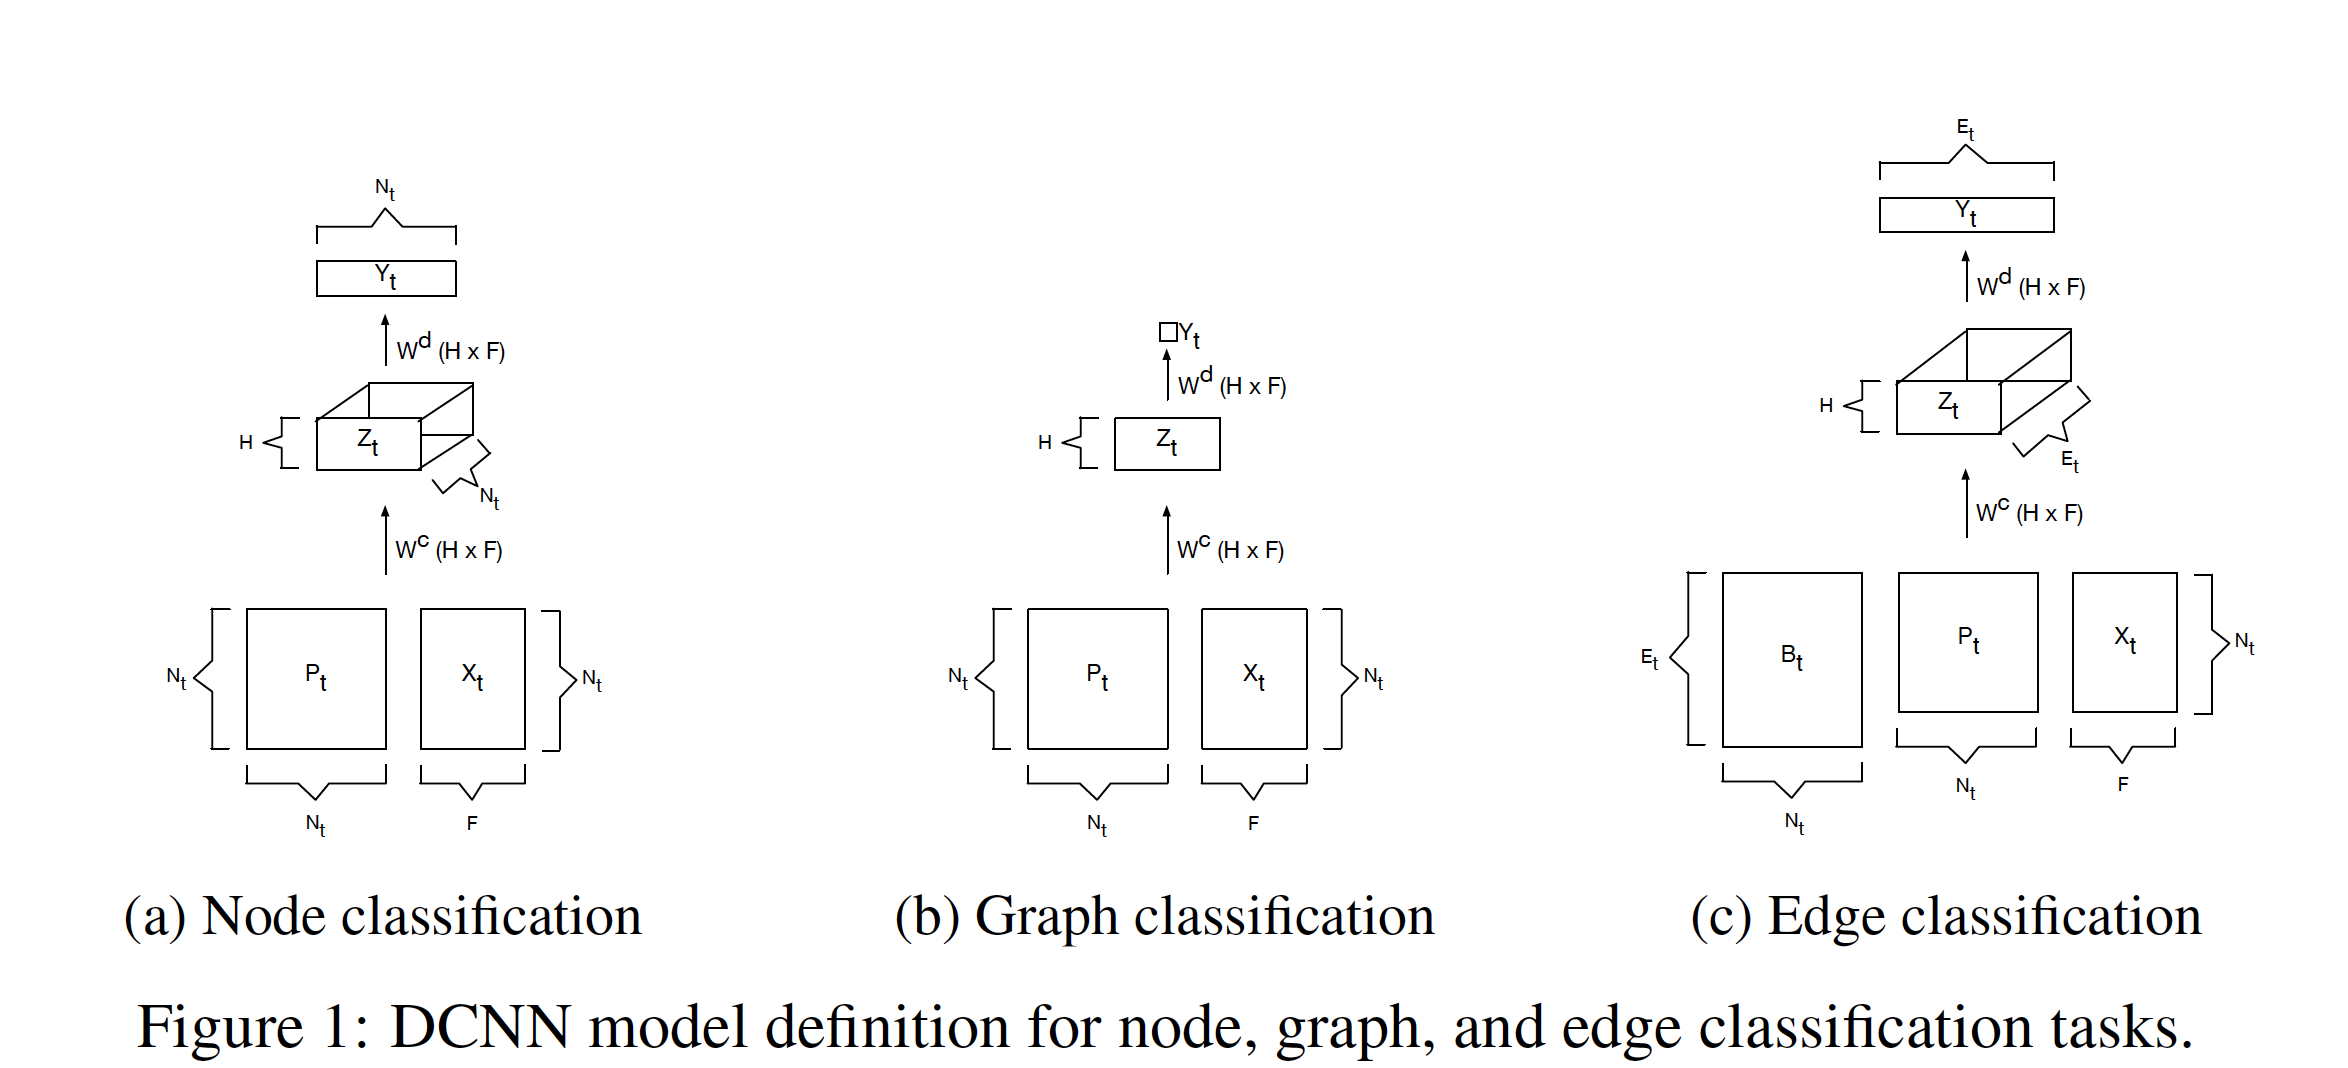 N_t
Y_t
W^d (H x F)
H
Z_t
N_t
W^c (H x F)
N_t
P_t
X_t
N_t
N_t
F
(a) Node classification
Y_t
W^d (H x F)
H
Z_t
W^c (H x F)
N_t
P_t
X_t
N_t
N_t
F
(b) Graph classification
E_t
Y_t
W^d (H x F)
H
Z_t
E_t
W^c (H x F)
E_t
B_t
P_t
X_t
N_t
N_t
N_t
F
(c) Edge classification
Figure 1: DCNN model definition for node, graph, and edge classification tasks.